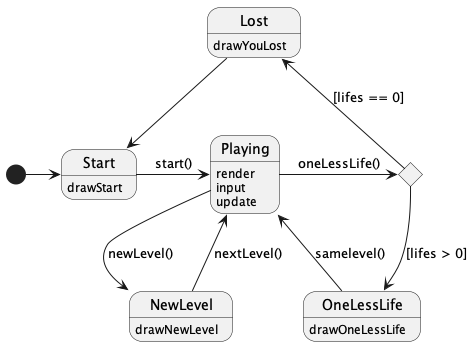 Lost
drawYouLost
[lifes == 0]
Start
drawStart
start()
Playing
render
input
update
oneLessLife()
newLevel()
nextLevel()
samelevel()
[lifes > 0]
NewLevel
drawNewLevel
OneLessLife
drawOneLessLife